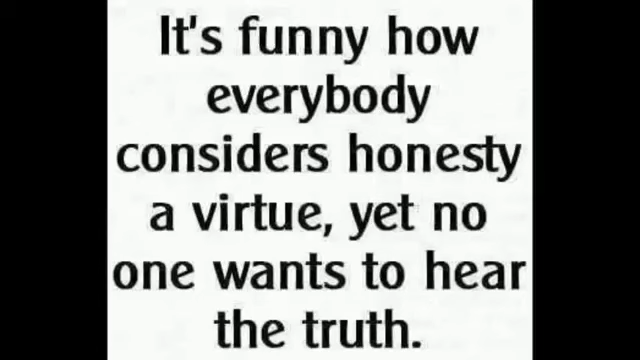 It's funny how
everybody
considers honesty
a virtue, yet no
one wants to hear
the truth.